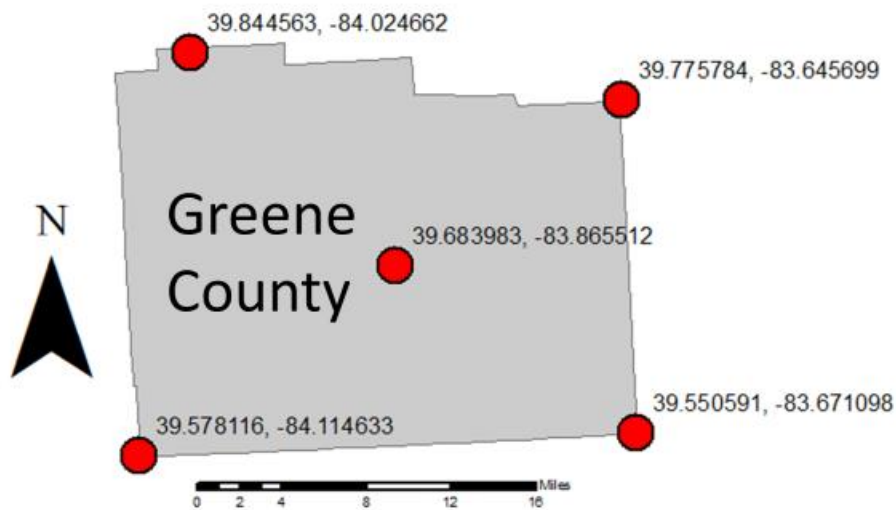 39.844563, -84.024662
39.775784, -83.645699
Greene
County
N
39.683983, -83.865512
39.578116, -84.114633
39.550591, -83.671098
Miles
0 2 4 8 12 16